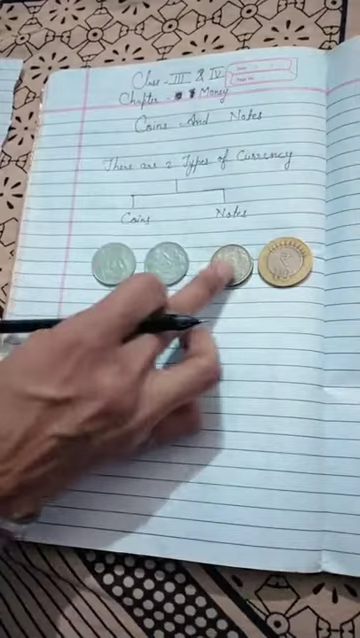 Class - III & IV
Chapter - Money
Coins And Notes
There are 2 Types of Currency
Coins
Notes